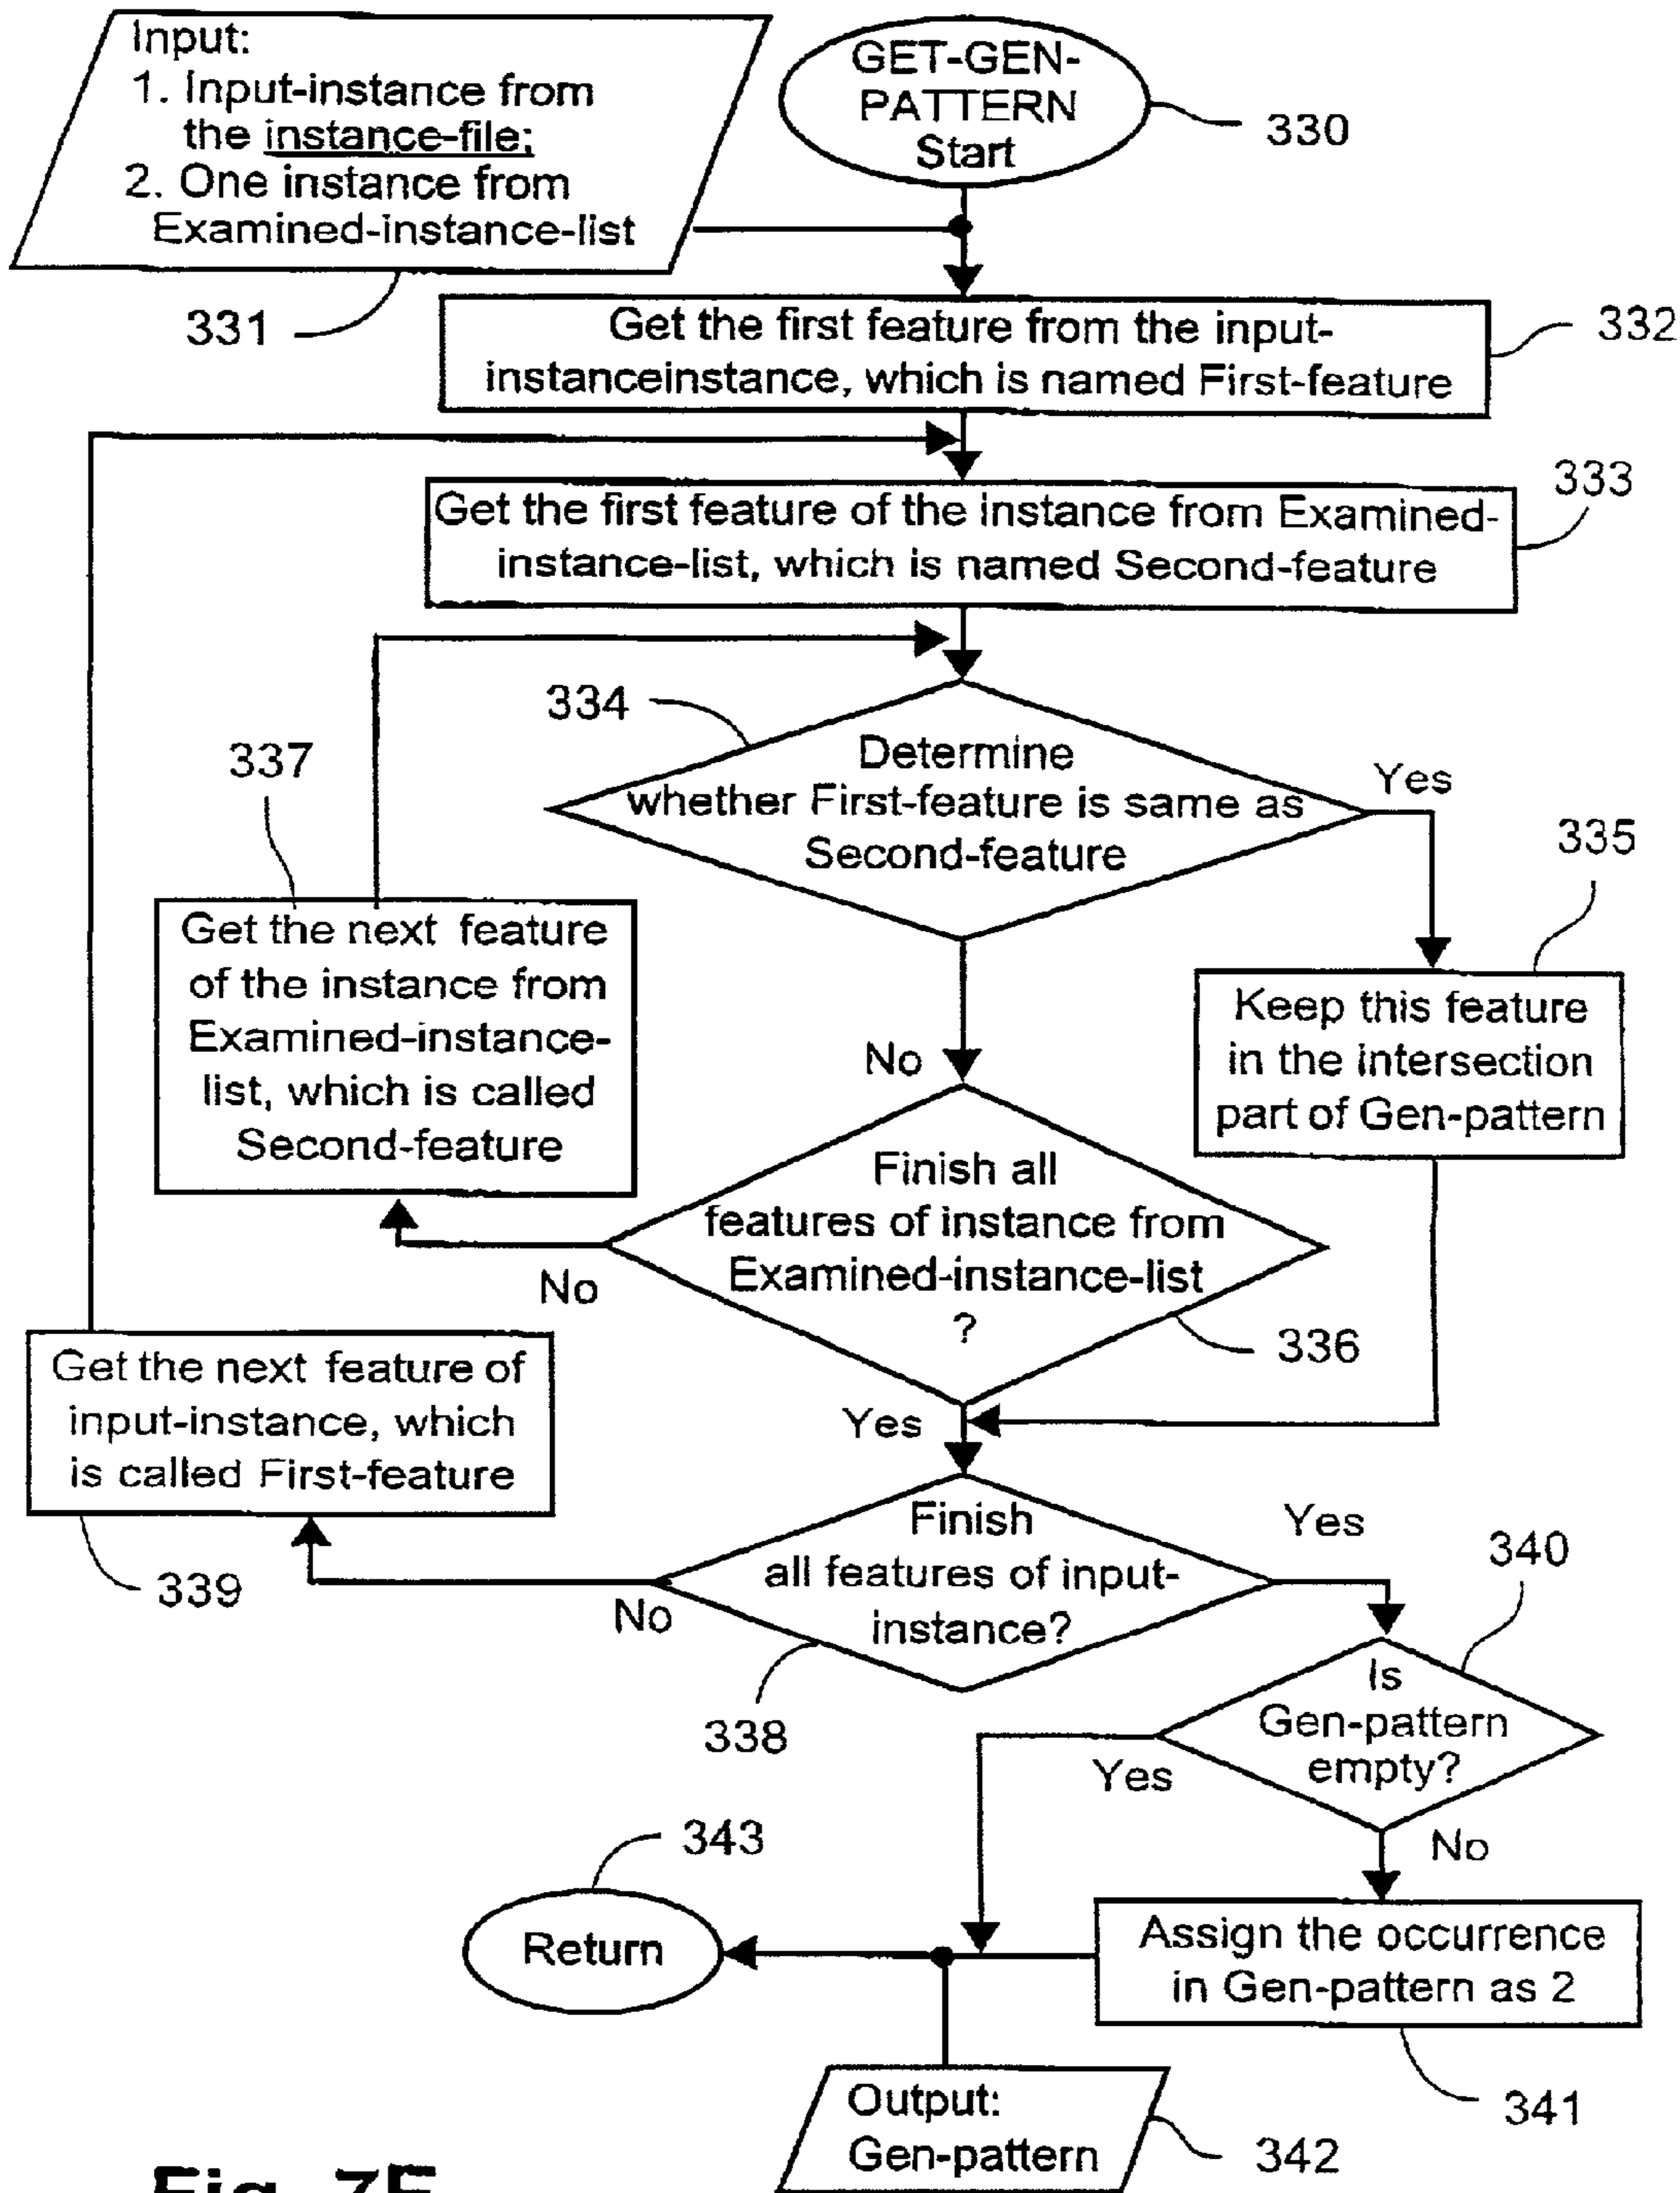 Input:
1. Input-instance from
the instance-file;
2. One instance from
Examined-instance-list
GET-GEN-
PATTERN
Start
330
331
Get the first feature from the input-
instanceinstance, which is named First-feature
332
Get the first feature of the instance from Examined-
instance-list, which is named Second-feature
333
334
Determine
whether First-feature is same as
Second-feature
Yes
337
335
Get the next feature
of the instance from
Examined-instance-
list, which is called
Second-feature
No
Keep this feature
in the intersection
part of Gen-pattern
Finish all
features of instance from
Examined-instance-list
?
No
336
Get the next feature of
input-instance, which
is called First-feature
Yes
339
Finish
all features of input-
instance?
Yes
No
338
340
Is
Gen-pattern
empty?
Yes
No
343
Return
Assign the occurrence
in Gen-pattern as 2
341
Output:
Gen-pattern
342